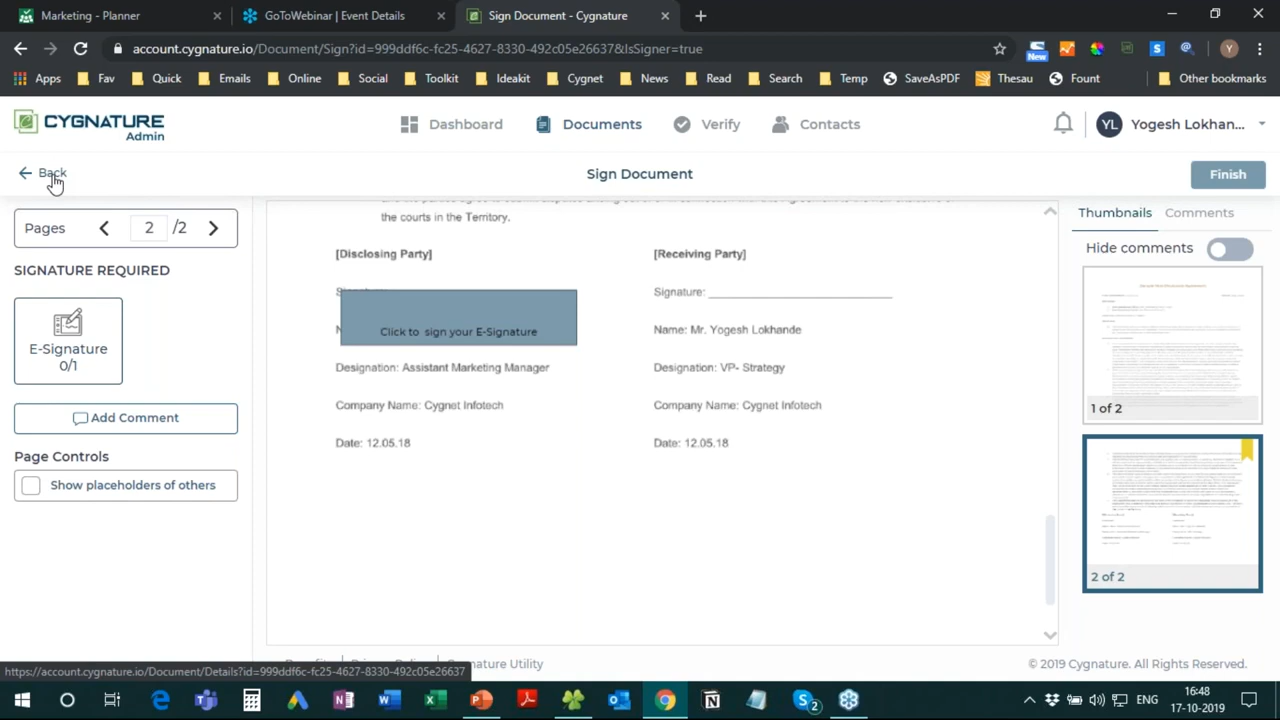 Marketing - Planner
GoToWebinar | Event Details
Sign Document - Cygnature
account.cygnature.io/Document/Sign?id=999ddf6c-fc25-4627-8330-492c05e26637&IsSigner=true
New
Y
Apps
Fav
Quick
Emails
Online
Social
Toolkit
Ideakit
Cygnet
News
Read
Search
Temp
SaveAsPDF
Thesau
Fount
Other bookmarks
CYGNATURE
Admin
Dashboard
Documents
Verify
Contacts
YL
Yogesh Lokhan...
Back
Sign Document
Finish
Pages
2
/2
SIGNATURE REQUIRED
E-Signature
0/1
Add Comment
Page Controls
Show placeholders of others
the courts in the Territory.
[Disclosing Party]
[Receiving Party]
Signature:
Click to sign your E-Signature
Name: Mr. Yogesh Lokhande
Designation: Assistant Marketing Manager
Designation: VP- Strategy
Company Name: Cygnet Infotech
Company Name: Cygnet Infotech
Date: 12.05.18
Date: 12.05.18
Thumbnails
Comments
Hide comments
1 of 2
2 of 2
https://account.cygnature.io/Document/Details?id=999ddf6c-fc25-4627-8330-492c05e26637
© 2019 Cygnature. All Rights Reserved.
2
ENG
16:48
17-10-2019